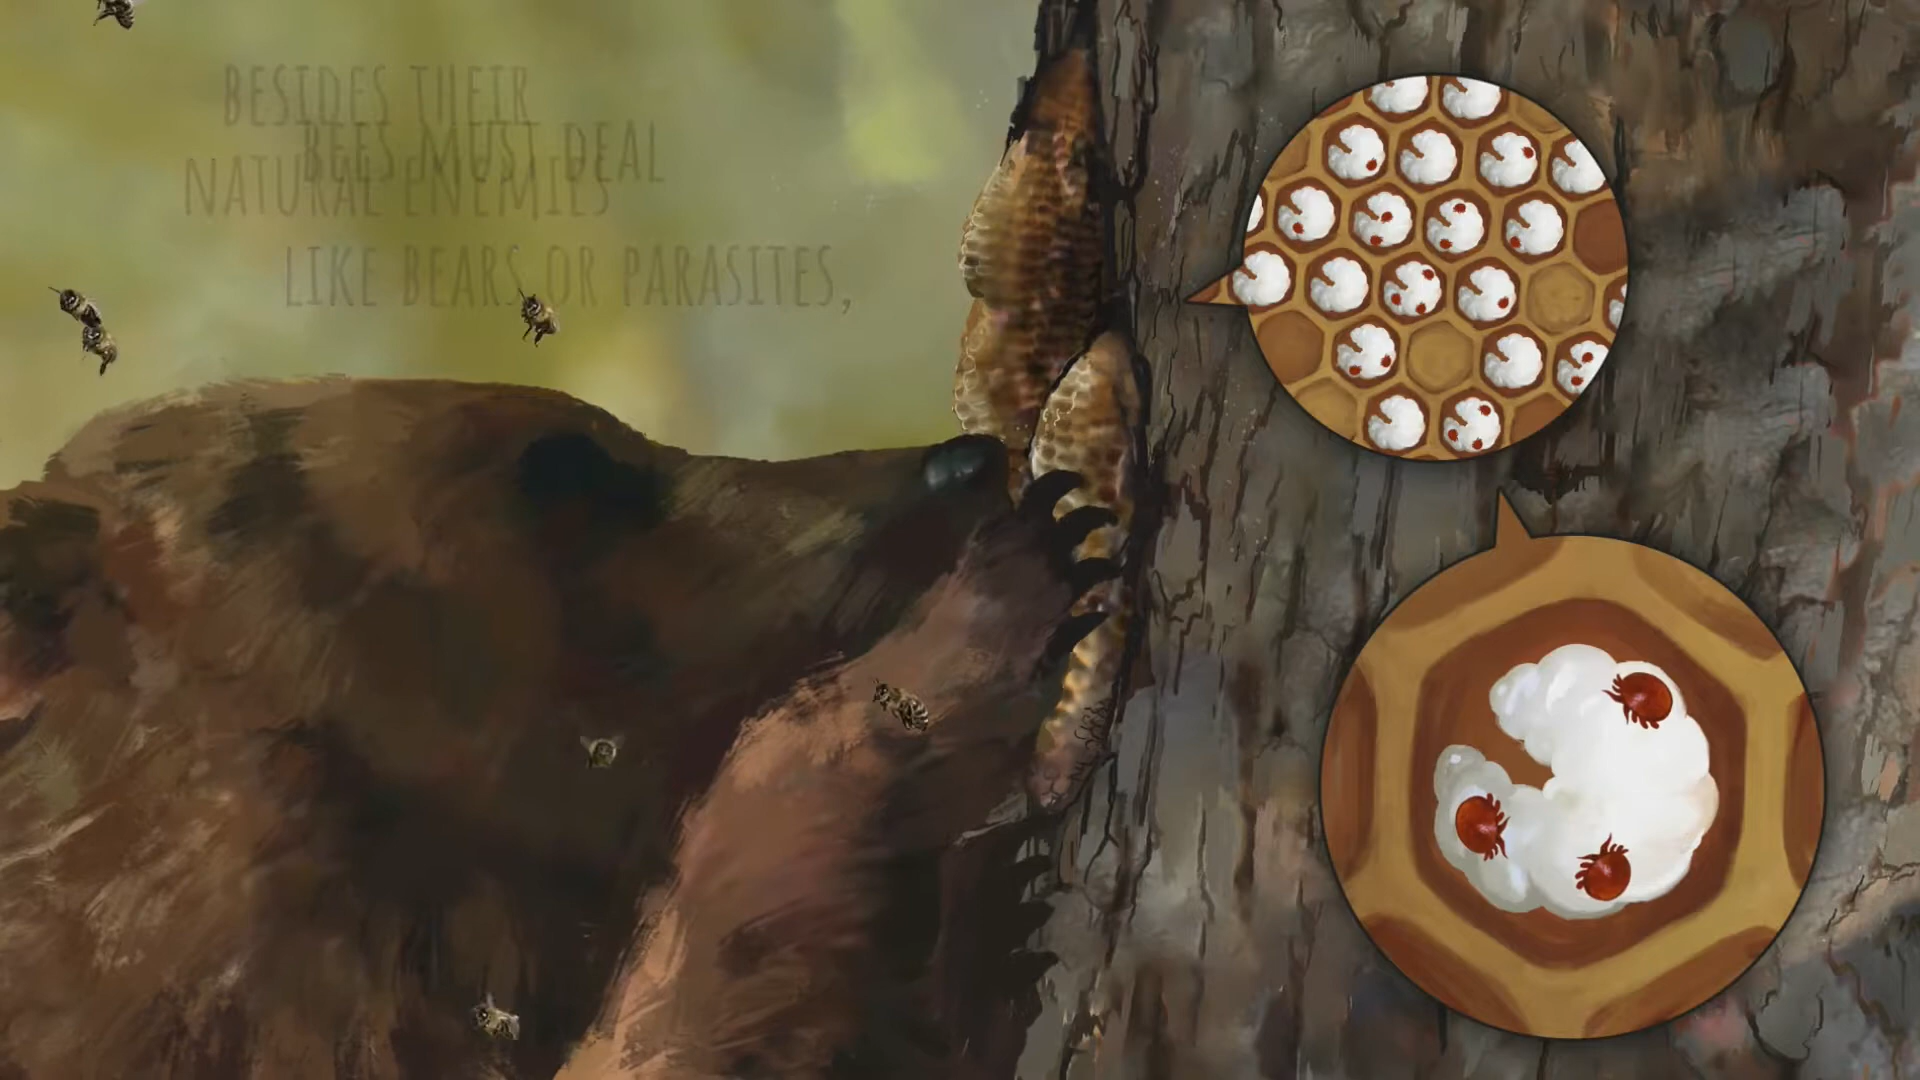 BESIDES THEIR
BEES MUST DEAL
NATURAL ENEMIES
LIKE BEARS OR PARASITES,